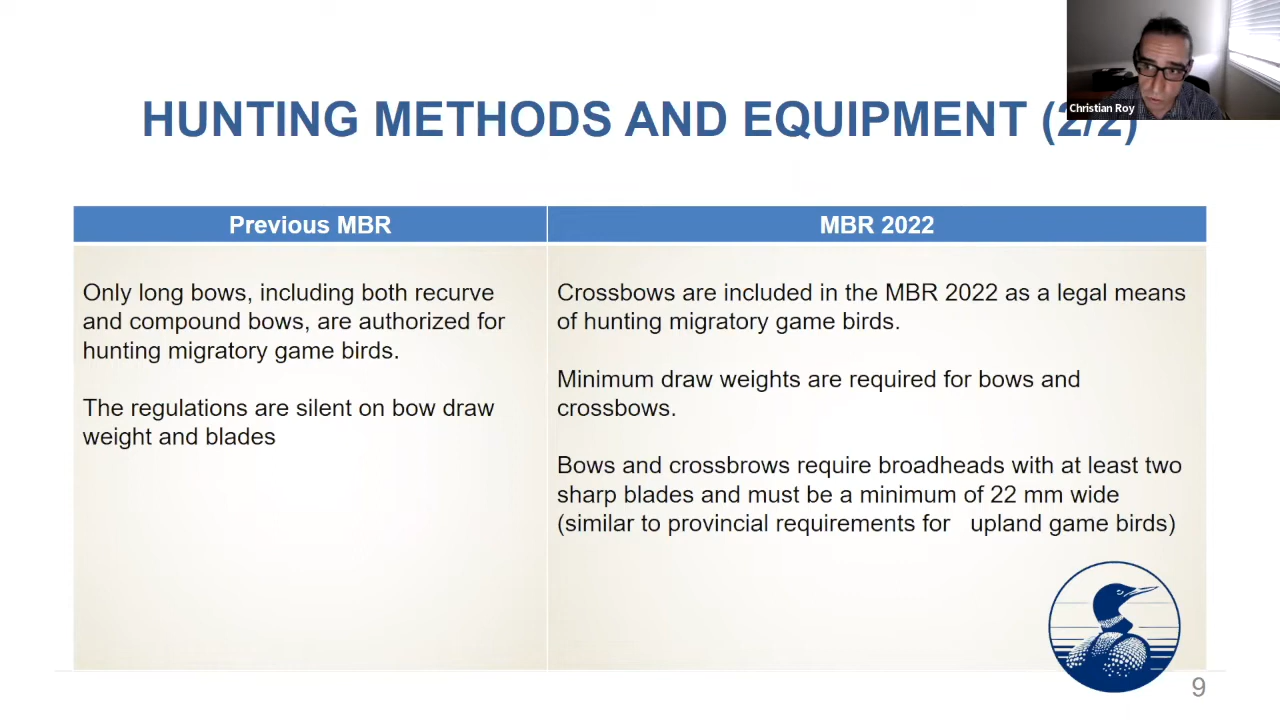 Christian Roy
HUNTING METHODS AND EQUIPMENT (2/2)
Previous MBR
MBR 2022
Only long bows, including both recurve
and compound bows, are authorized for
hunting migratory game birds.
The regulations are silent on bow draw
weight and blades
Crossbows are included in the MBR 2022 as a legal means
of hunting migratory game birds.
Minimum draw weights are required for bows and
crossbows.
Bows and crossbrows require broadheads with at least two
sharp blades and must be a minimum of 22 mm wide
(similar to provincial requirements for upland game birds)
9